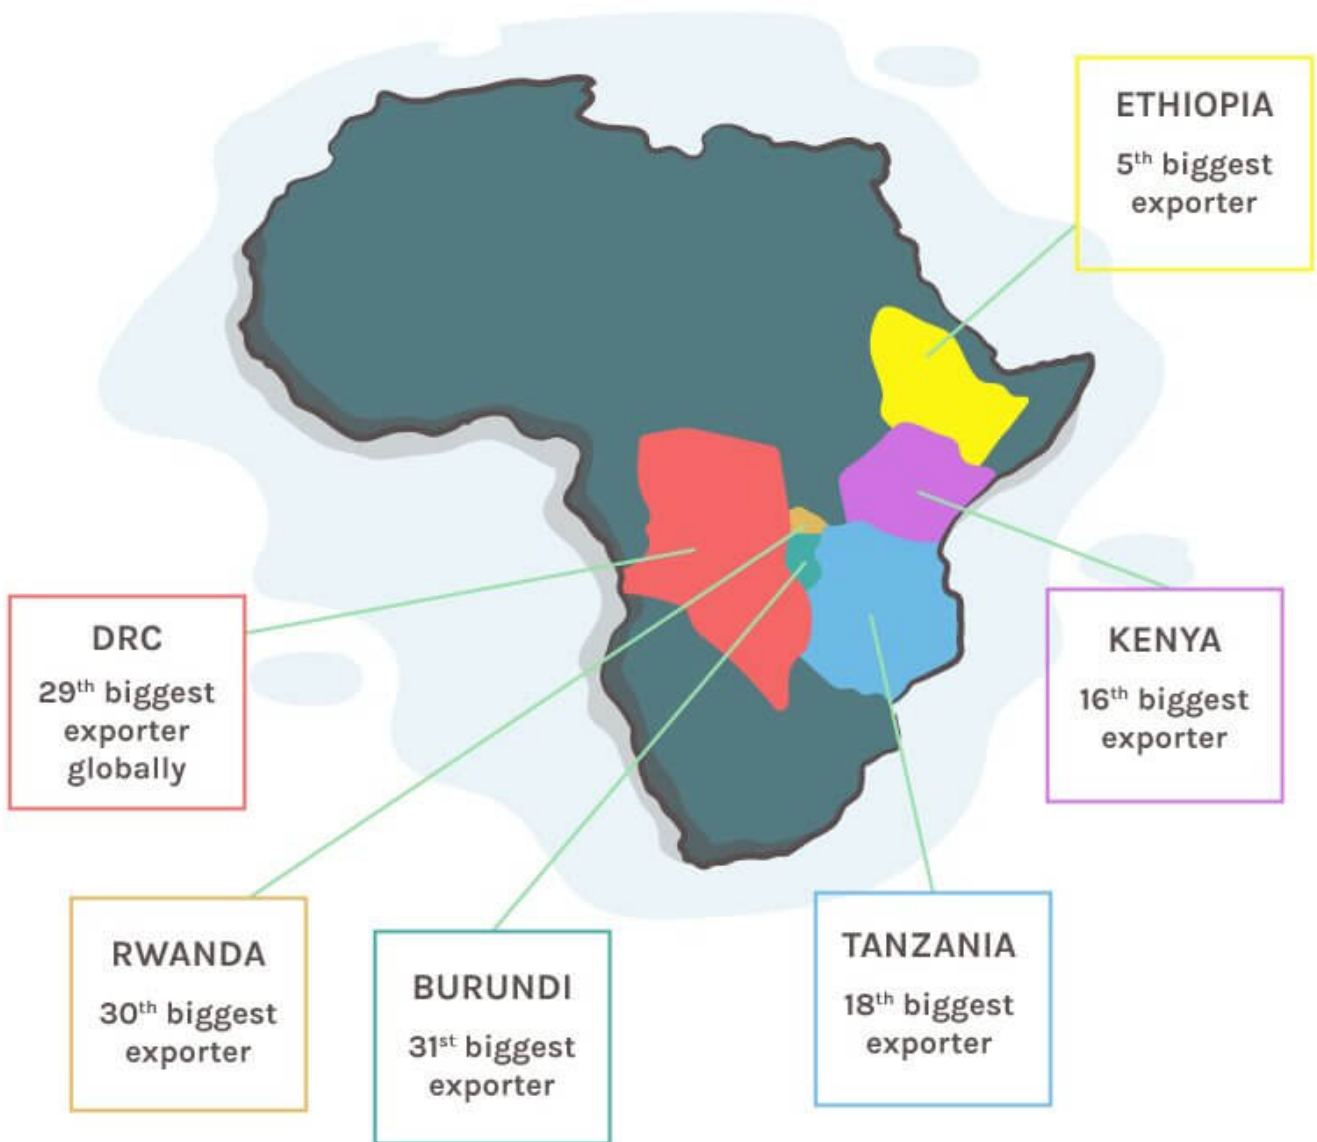 ETHIOPIA
5th biggest
exporter
DRC
29th biggest
exporter
globally
KENYA
16th biggest
exporter
RWANDA
30th biggest
exporter
BURUNDI
31st biggest
exporter
TANZANIA
18th biggest
exporter